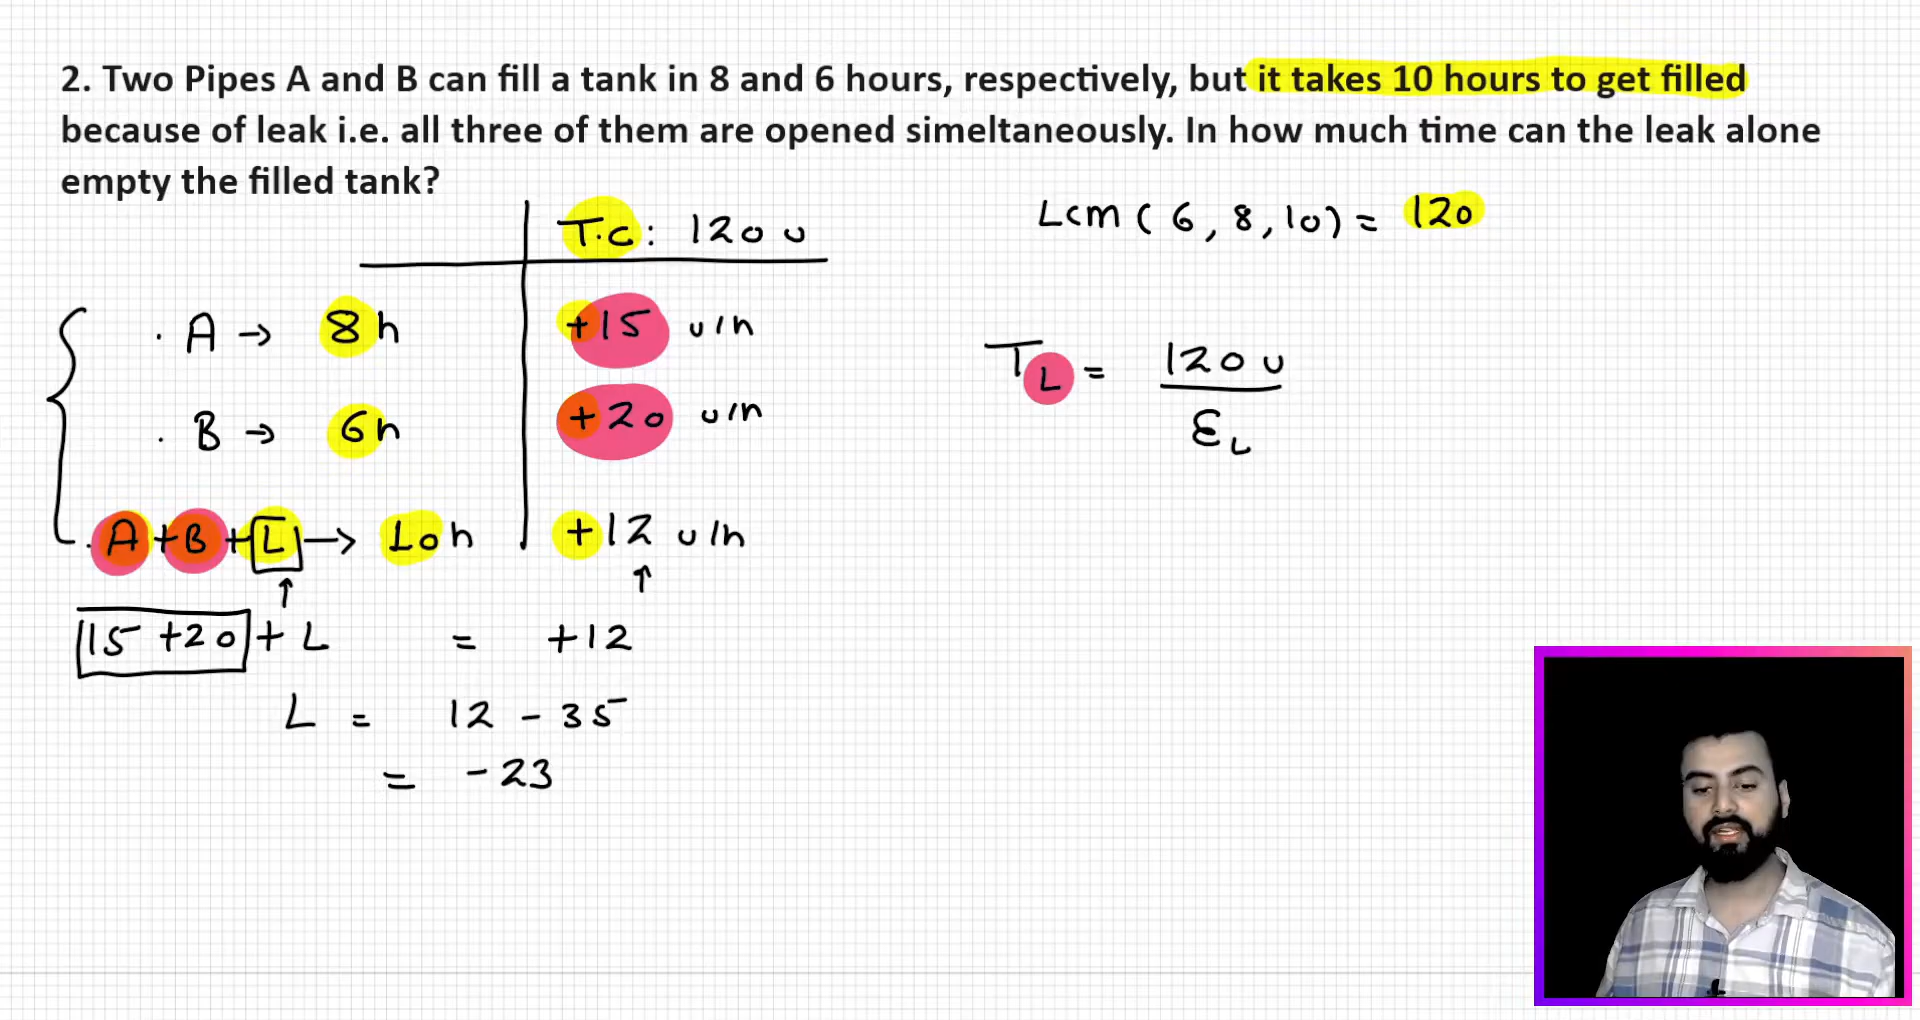 2. Two Pipes A and B can fill a tank in 8 and 6 hours, respectively, but it takes 10 hours to get filled
because of leak i.e. all three of them are opened simeltaneously. In how much time can the leak alone
empty the filled tank?
T.C: 120 u
LCM ( 6, 8, 10) = 120
. A → 8h +15 u/h
. B → 6h +20 u/h
. A+B+L → 10h +12 u/h
↑ ↑
15 +20 + L = +12
L = 12 - 35
= -23
TL = 120 u
εL